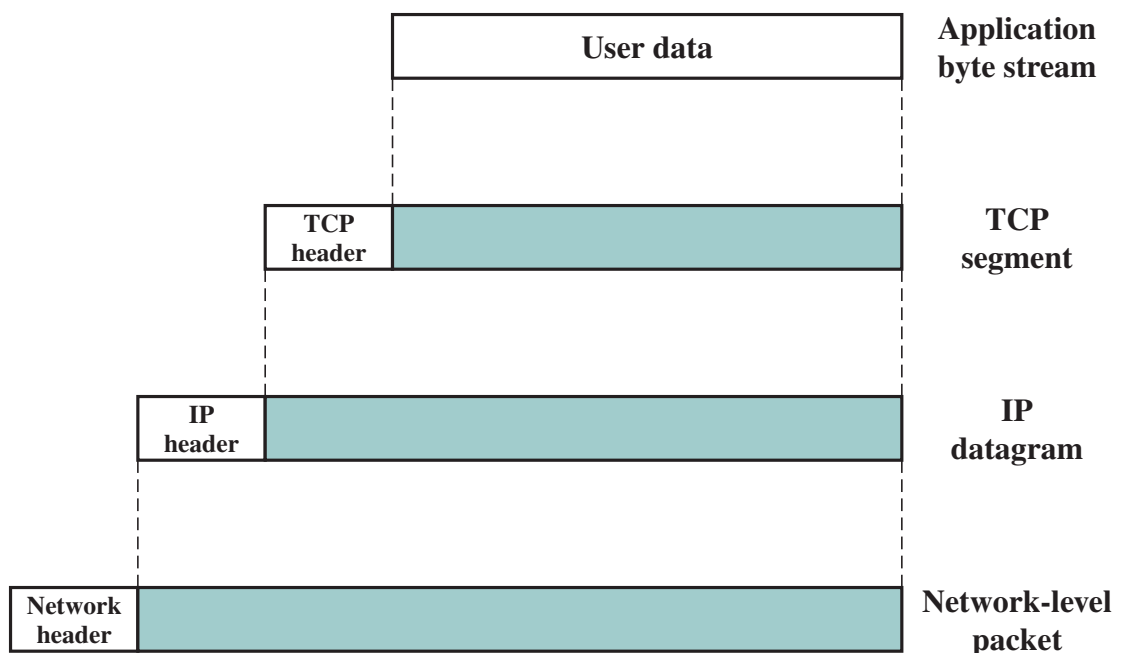 User data
Application
byte stream
TCP
header
TCP
segment
IP
header
IP
datagram
Network
header
Network-level
packet